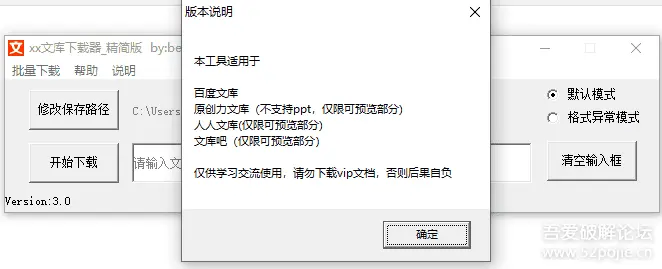 版本说明
文 xx文库下载器_精简版 by:be
批量下载 帮助 说明
修改保存路径
C:\Users
默认模式
格式异常模式
开始下载
请输入文
清空输入框
Version:3.0
本工具适用于
百度文库
原创力文库（不支持ppt，仅限可预览部分）
人人文库(仅限可预览部分)
文库吧（仅限可预览部分）
仅供学习交流使用，请勿下载vip文档，否则后果自负
确定
吾爱破解论坛
www.52pojie.cn